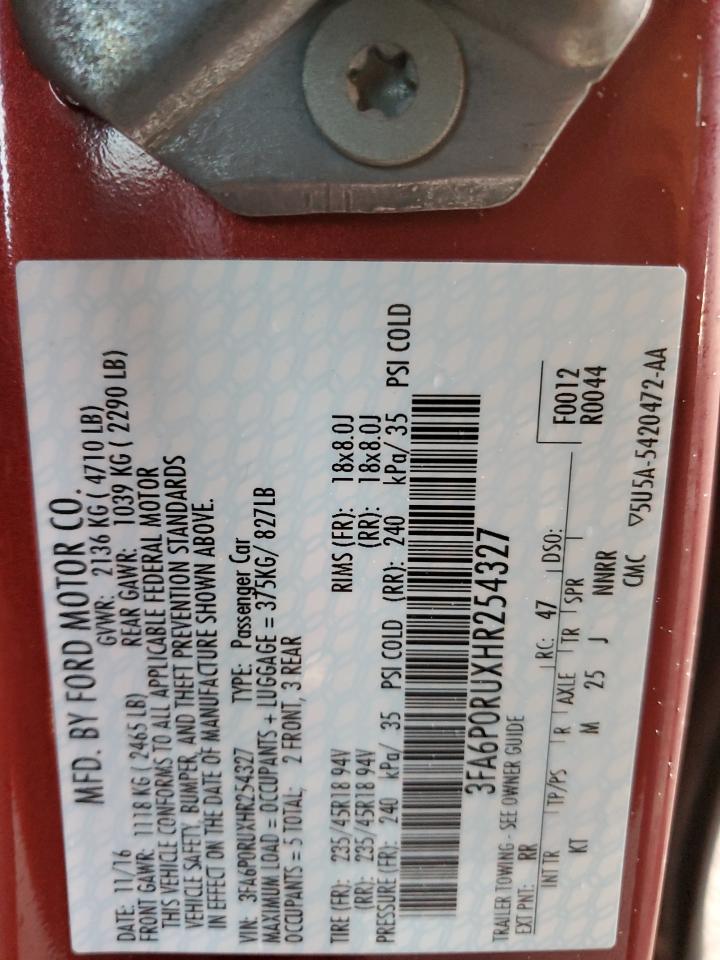 MFD. BY FORD MOTOR CO.
DATE: 11/16 GVWR: 2136 KG ( 4710 LB)
FRONT GAWR: 1118 KG ( 2465 LB) REAR GAWR: 1039 KG ( 2290 LB)
THIS VEHICLE CONFORMS TO ALL APPLICABLE FEDERAL MOTOR
VEHICLE SAFETY, BUMPER, AND THEFT PREVENTION STANDARDS
IN EFFECT ON THE DATE OF MANUFACTURE SHOWN ABOVE.
VIN: 3FA6P0RUXHR254327 TYPE: Passenger Car
MAXIMUM LOAD = OCCUPANTS + LUGGAGE = 375KG/ 827LB
OCCUPANTS = 5 TOTAL; 2 FRONT, 3 REAR
TIRE (FR): 235/45R18 94V RIMS (FR): 18x8.0J
(RR): 235/45R18 94V (RR): 18x8.0J
PRESSURE (FR): 240 kPa/ 35 PSI COLD (RR): 240 kPa/ 35 PSI COLD
3FA6P0RUXHR254327
TRAILER TOWING - SEE OWNER GUIDE
F0012
EXT PNT: RR RC: 47 DSO: R0044
INT TR TP/PS R AXLE TR SPR
KT M 25 J NNRR
CMC ▽5U5A-5420472-AA